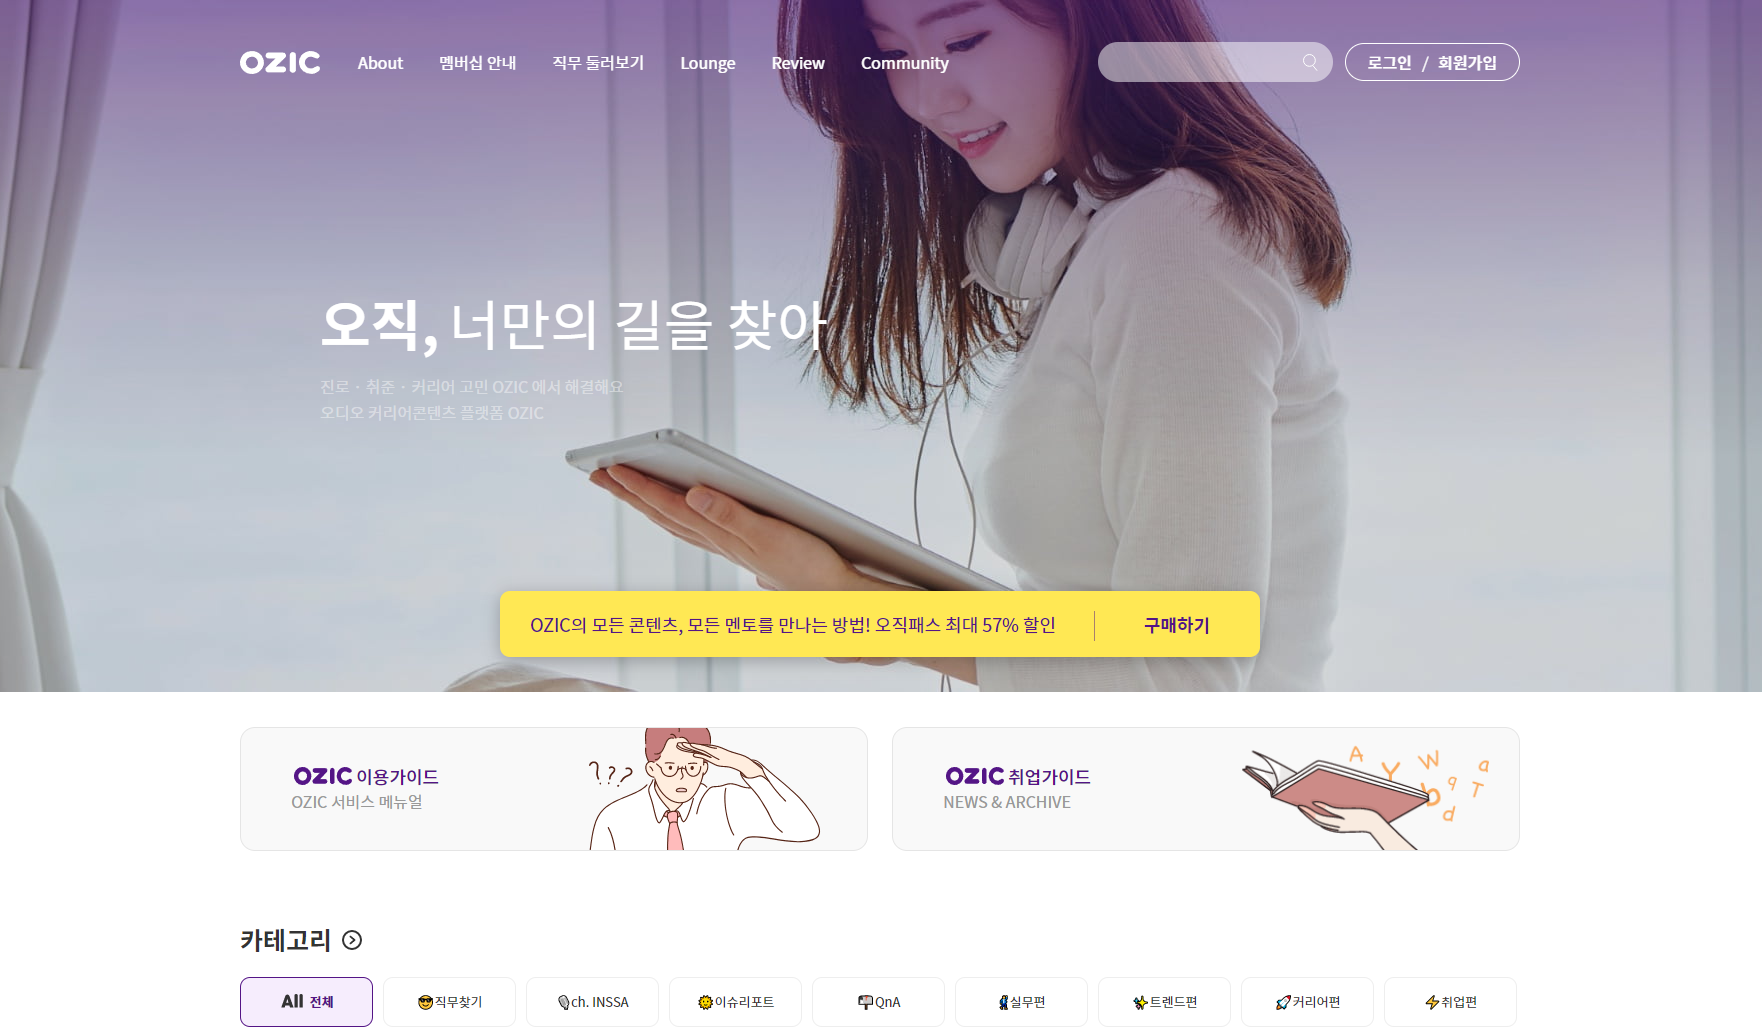 OZIC About 멤버십 안내 직무 둘러보기 Lounge Review Community 로그인 / 회원가입
오직, 너만의 길을 찾아
진로 · 취준 · 커리어 고민 OZIC 에서 해결해요
오디오 커리어콘텐츠 플랫폼 OZIC
OZIC의 모든 콘텐츠, 모든 멘토를 만나는 방법! 오직패스 최대 57% 할인 구매하기
OZIC 이용가이드
OZIC 서비스 메뉴얼
???
OZIC 취업가이드
NEWS & ARCHIVE
A Y W b q a T d
카테고리
All 전체 직무찾기 ch. INSSA 이슈리포트 QnA 실무편 트렌드편 커리어편 취업편